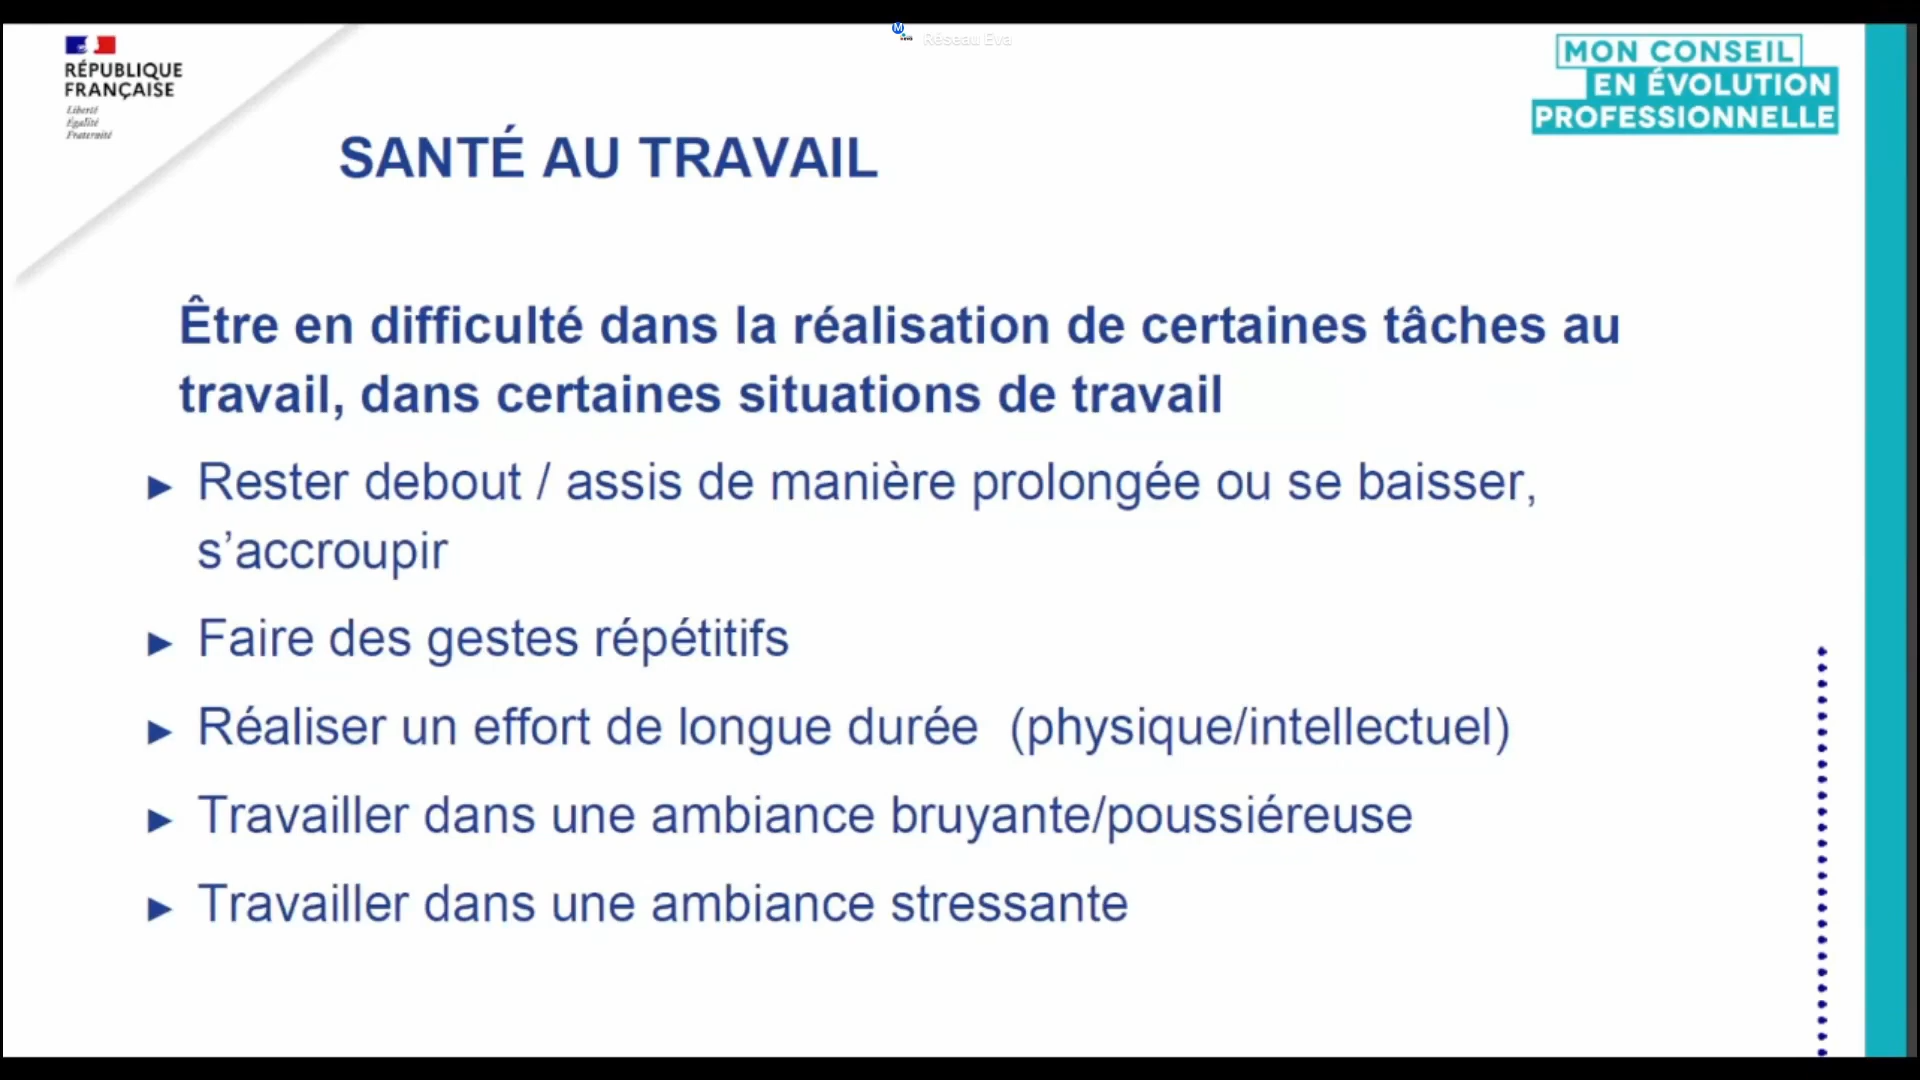 Réseau Eva
RÉPUBLIQUE
FRANÇAISE
Liberté
Égalité
Fraternité
MON CONSEIL
EN ÉVOLUTION
PROFESSIONNELLE
SANTÉ AU TRAVAIL
Être en difficulté dans la réalisation de certaines tâches au
travail, dans certaines situations de travail
► Rester debout / assis de manière prolongée ou se baisser,
s’accroupir
► Faire des gestes répétitifs
► Réaliser un effort de longue durée (physique/intellectuel)
► Travailler dans une ambiance bruyante/poussiéreuse
► Travailler dans une ambiance stressante